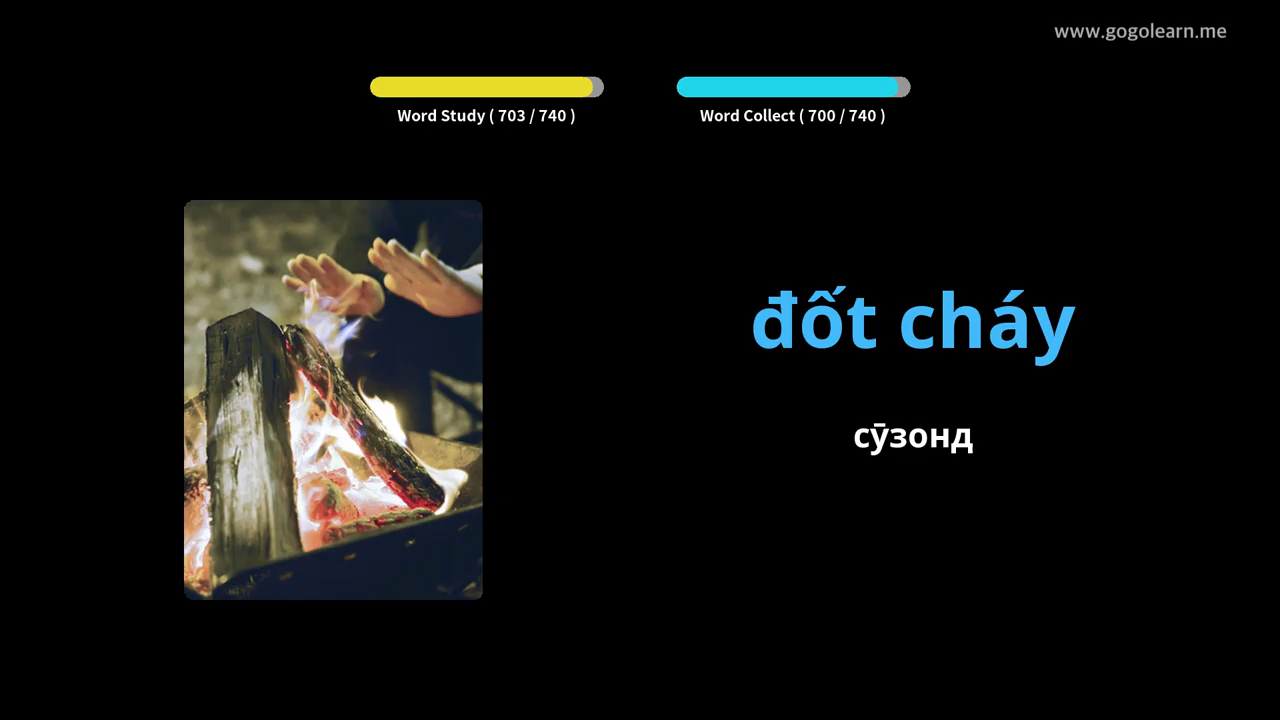 www.gogolearn.me
Word Study ( 703 / 740 )
Word Collect ( 700 / 740 )
đốt cháy
сӯзонд